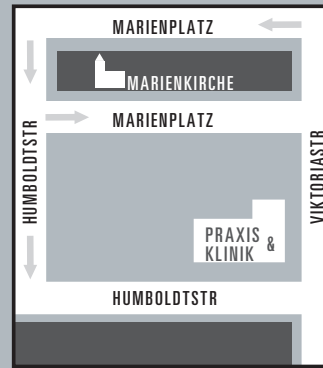 MARIENPLATZ
MARIENKIRCHE
MARIENPLATZ
HUMBOLDTSTR
VIKTORIASTR
PRAXIS &
KLINIK
HUMBOLDTSTR